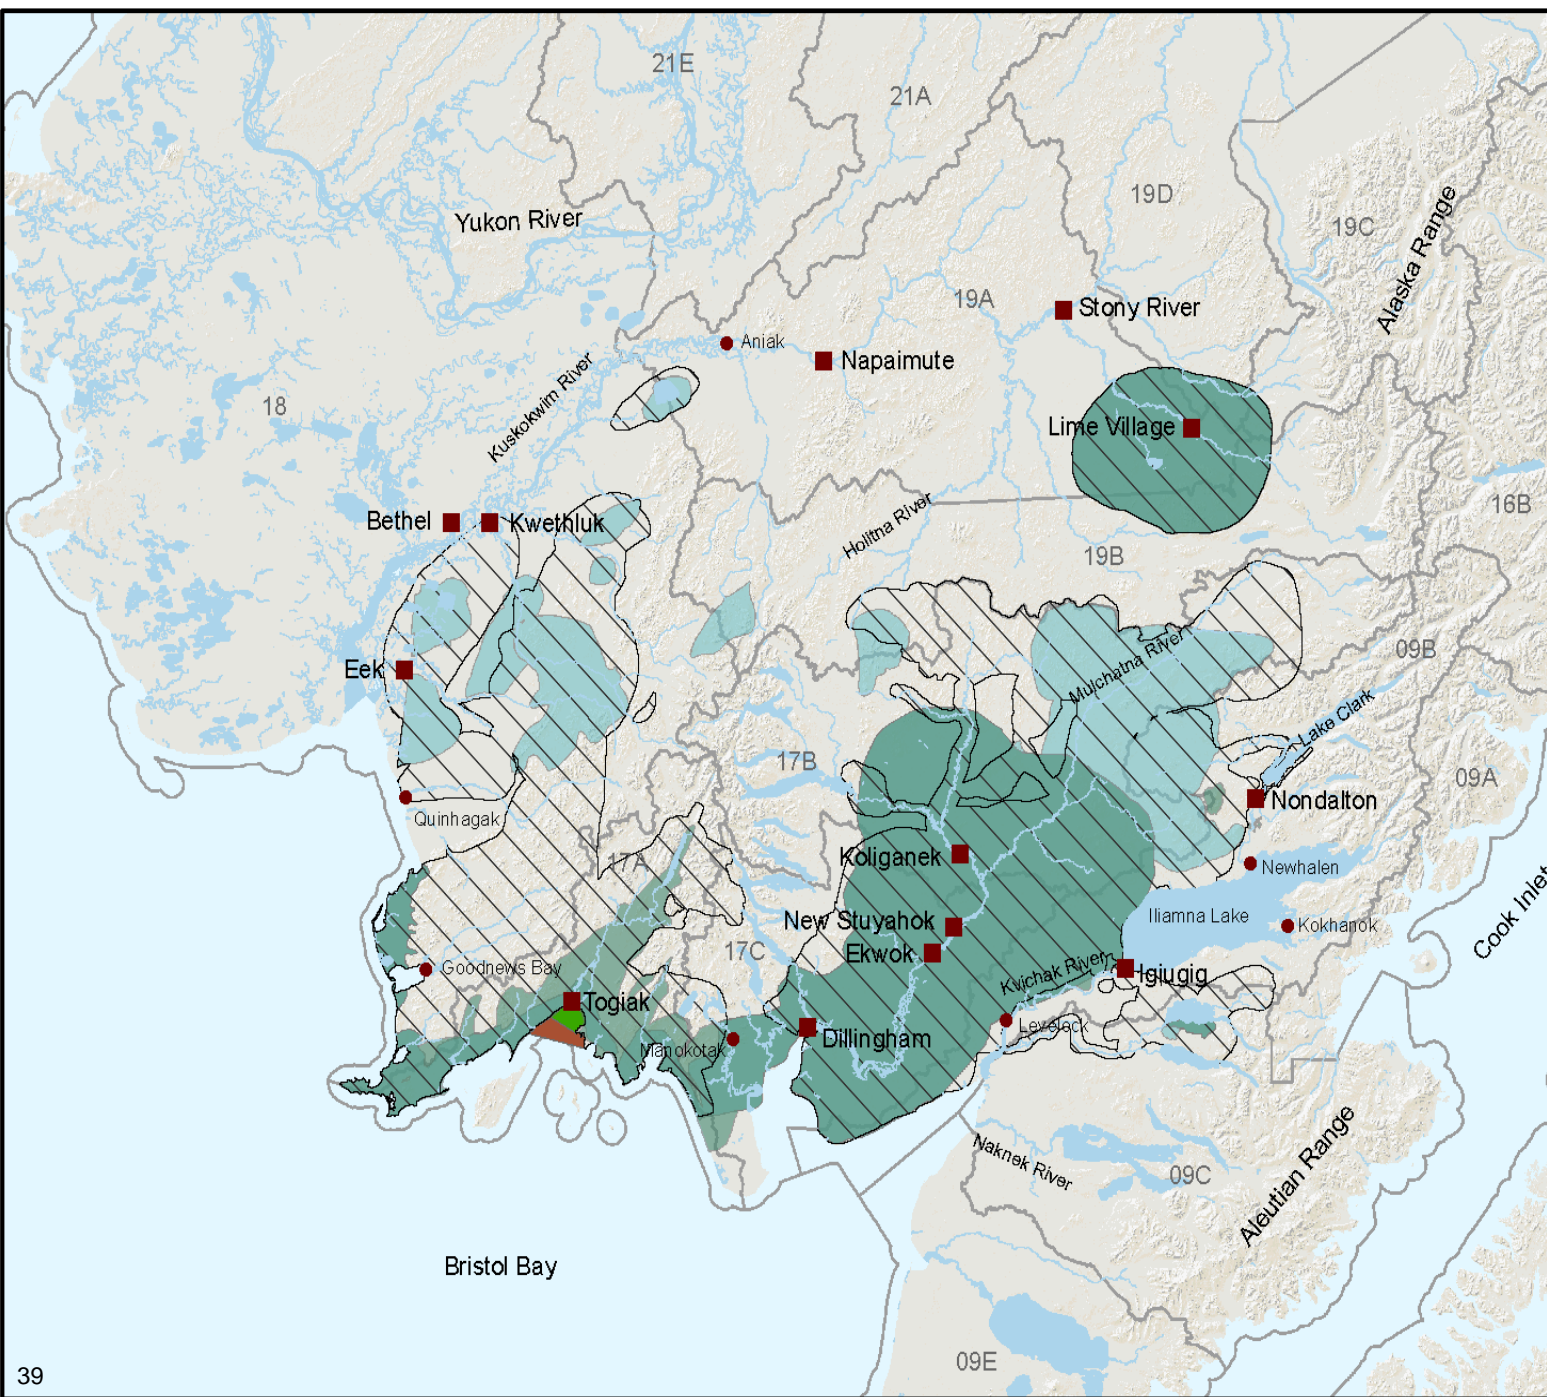 21E
21A
19D
19C
Yukon River
Alaska Range
19A
Stony River
Aniak
Napaimute
Kuskokwim River
18
Lime Village
16B
Bethel
Kwethluk
Holitna River
19B
09B
Eek
Mulchatna River
Lake Clark
17B
09A
Nondalton
Quinhagak
Koliganek
17A
Newhalen
New Stuyahok
Iliamna Lake
Kokhanok
Cook Inlet
17C
Ekwok
Kvichak River
Igiugig
Goodnews Bay
Togiak
Levelock
Dillingham
Manokotak
Naknek River
09C
Aleutian Range
Bristol Bay
09E
39